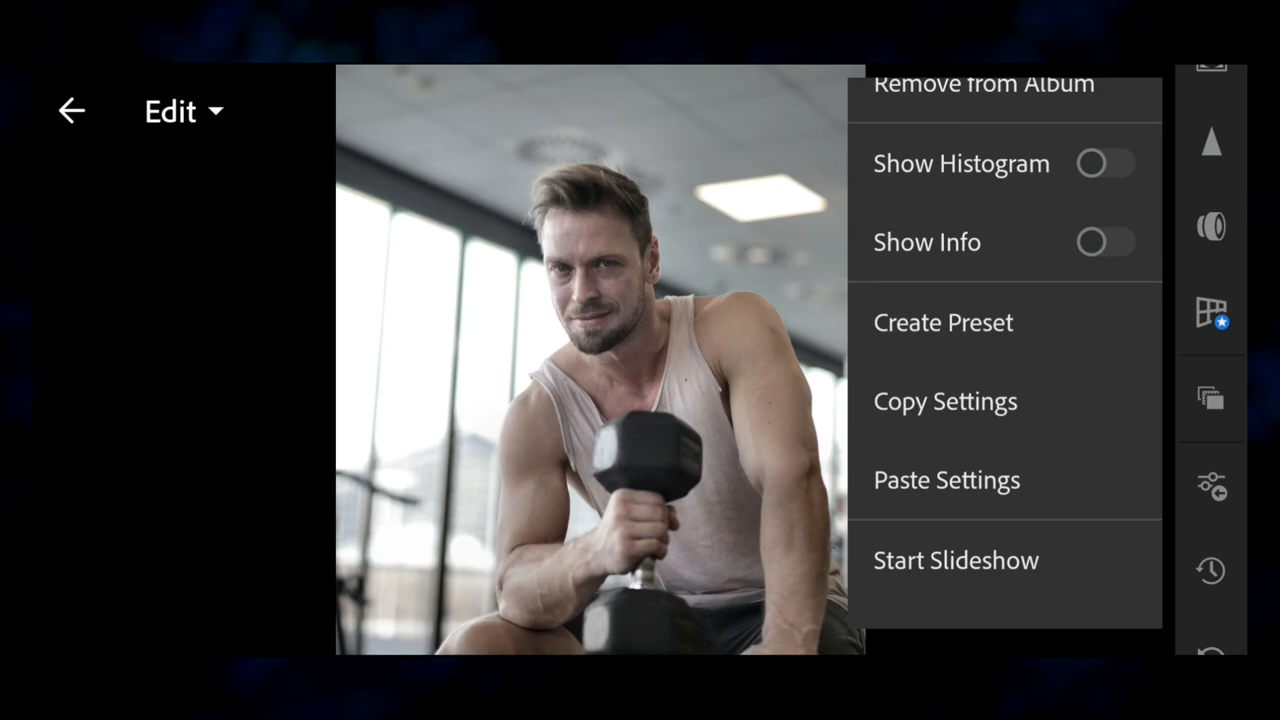 Edit
Remove from Album
Show Histogram
Show Info
Create Preset
Copy Settings
Paste Settings
Start Slideshow